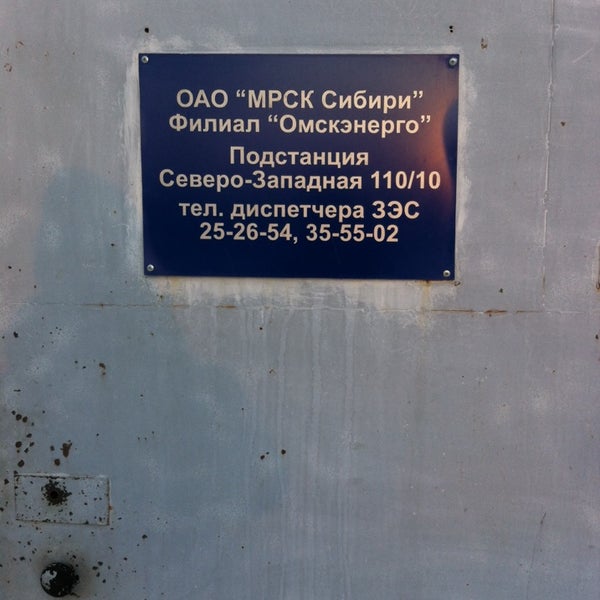 ОАО “МРСК Сибири”
Филиал “Омскэнерго”
Подстанция
Северо-Западная 110/10
тел. диспетчера ЗЭС
25-26-54, 35-55-02